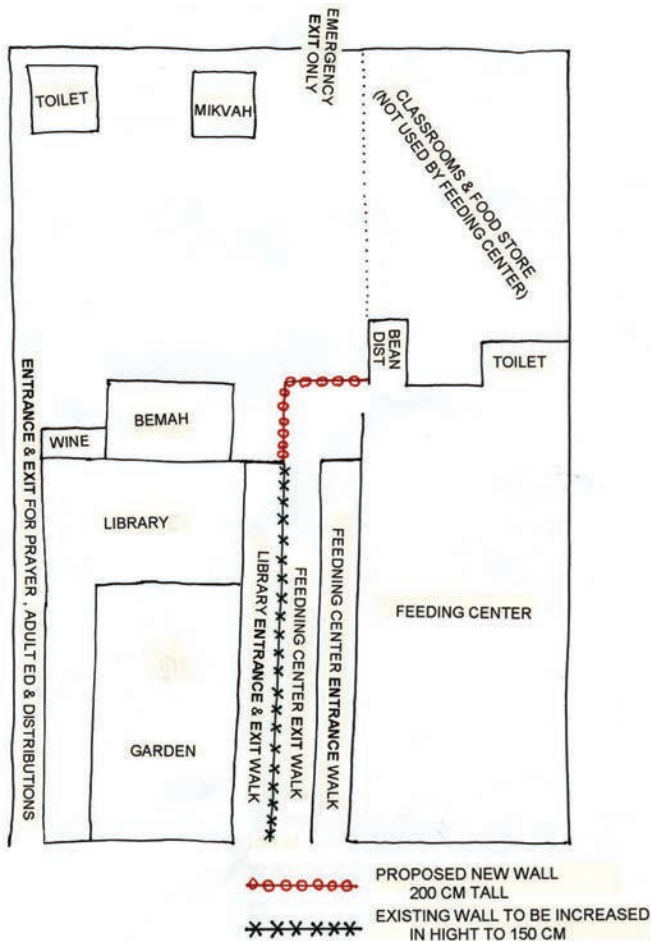 EMERGENCY
EXIT ONLY
TOILET
MIKVAH
CLASSROOMS & FOOD STORE
(NOT USED BY FEEDING CENTER)
BEAN
DIST
TOILET
ENTRANCE & EXIT FOR PRAYER , ADULT ED & DISTRIBUTIONS
BEMAH
WINE
LIBRARY
LIBRARY ENTRANCE & EXIT WALK
FEEDNING CENTER EXIT WALK
FEEDNING CENTER ENTRANCE WALK
FEEDING CENTER
GARDEN
PROPOSED NEW WALL
200 CM TALL
EXISTING WALL TO BE INCREASED
IN HIGHT TO 150 CM